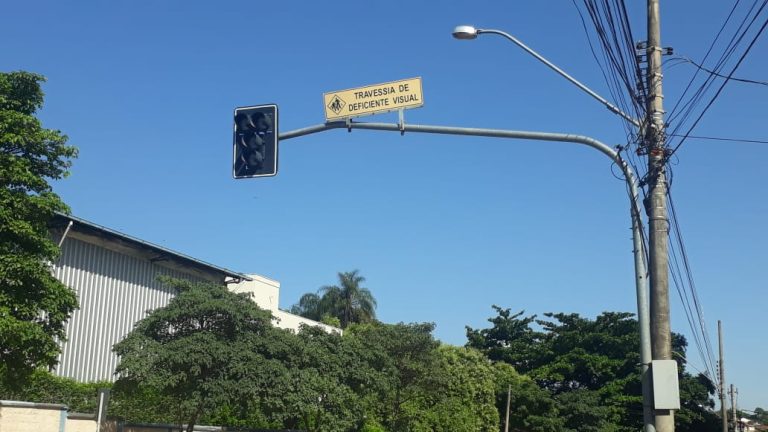 TRAVESSIA DE
DEFICIENTE VISUAL